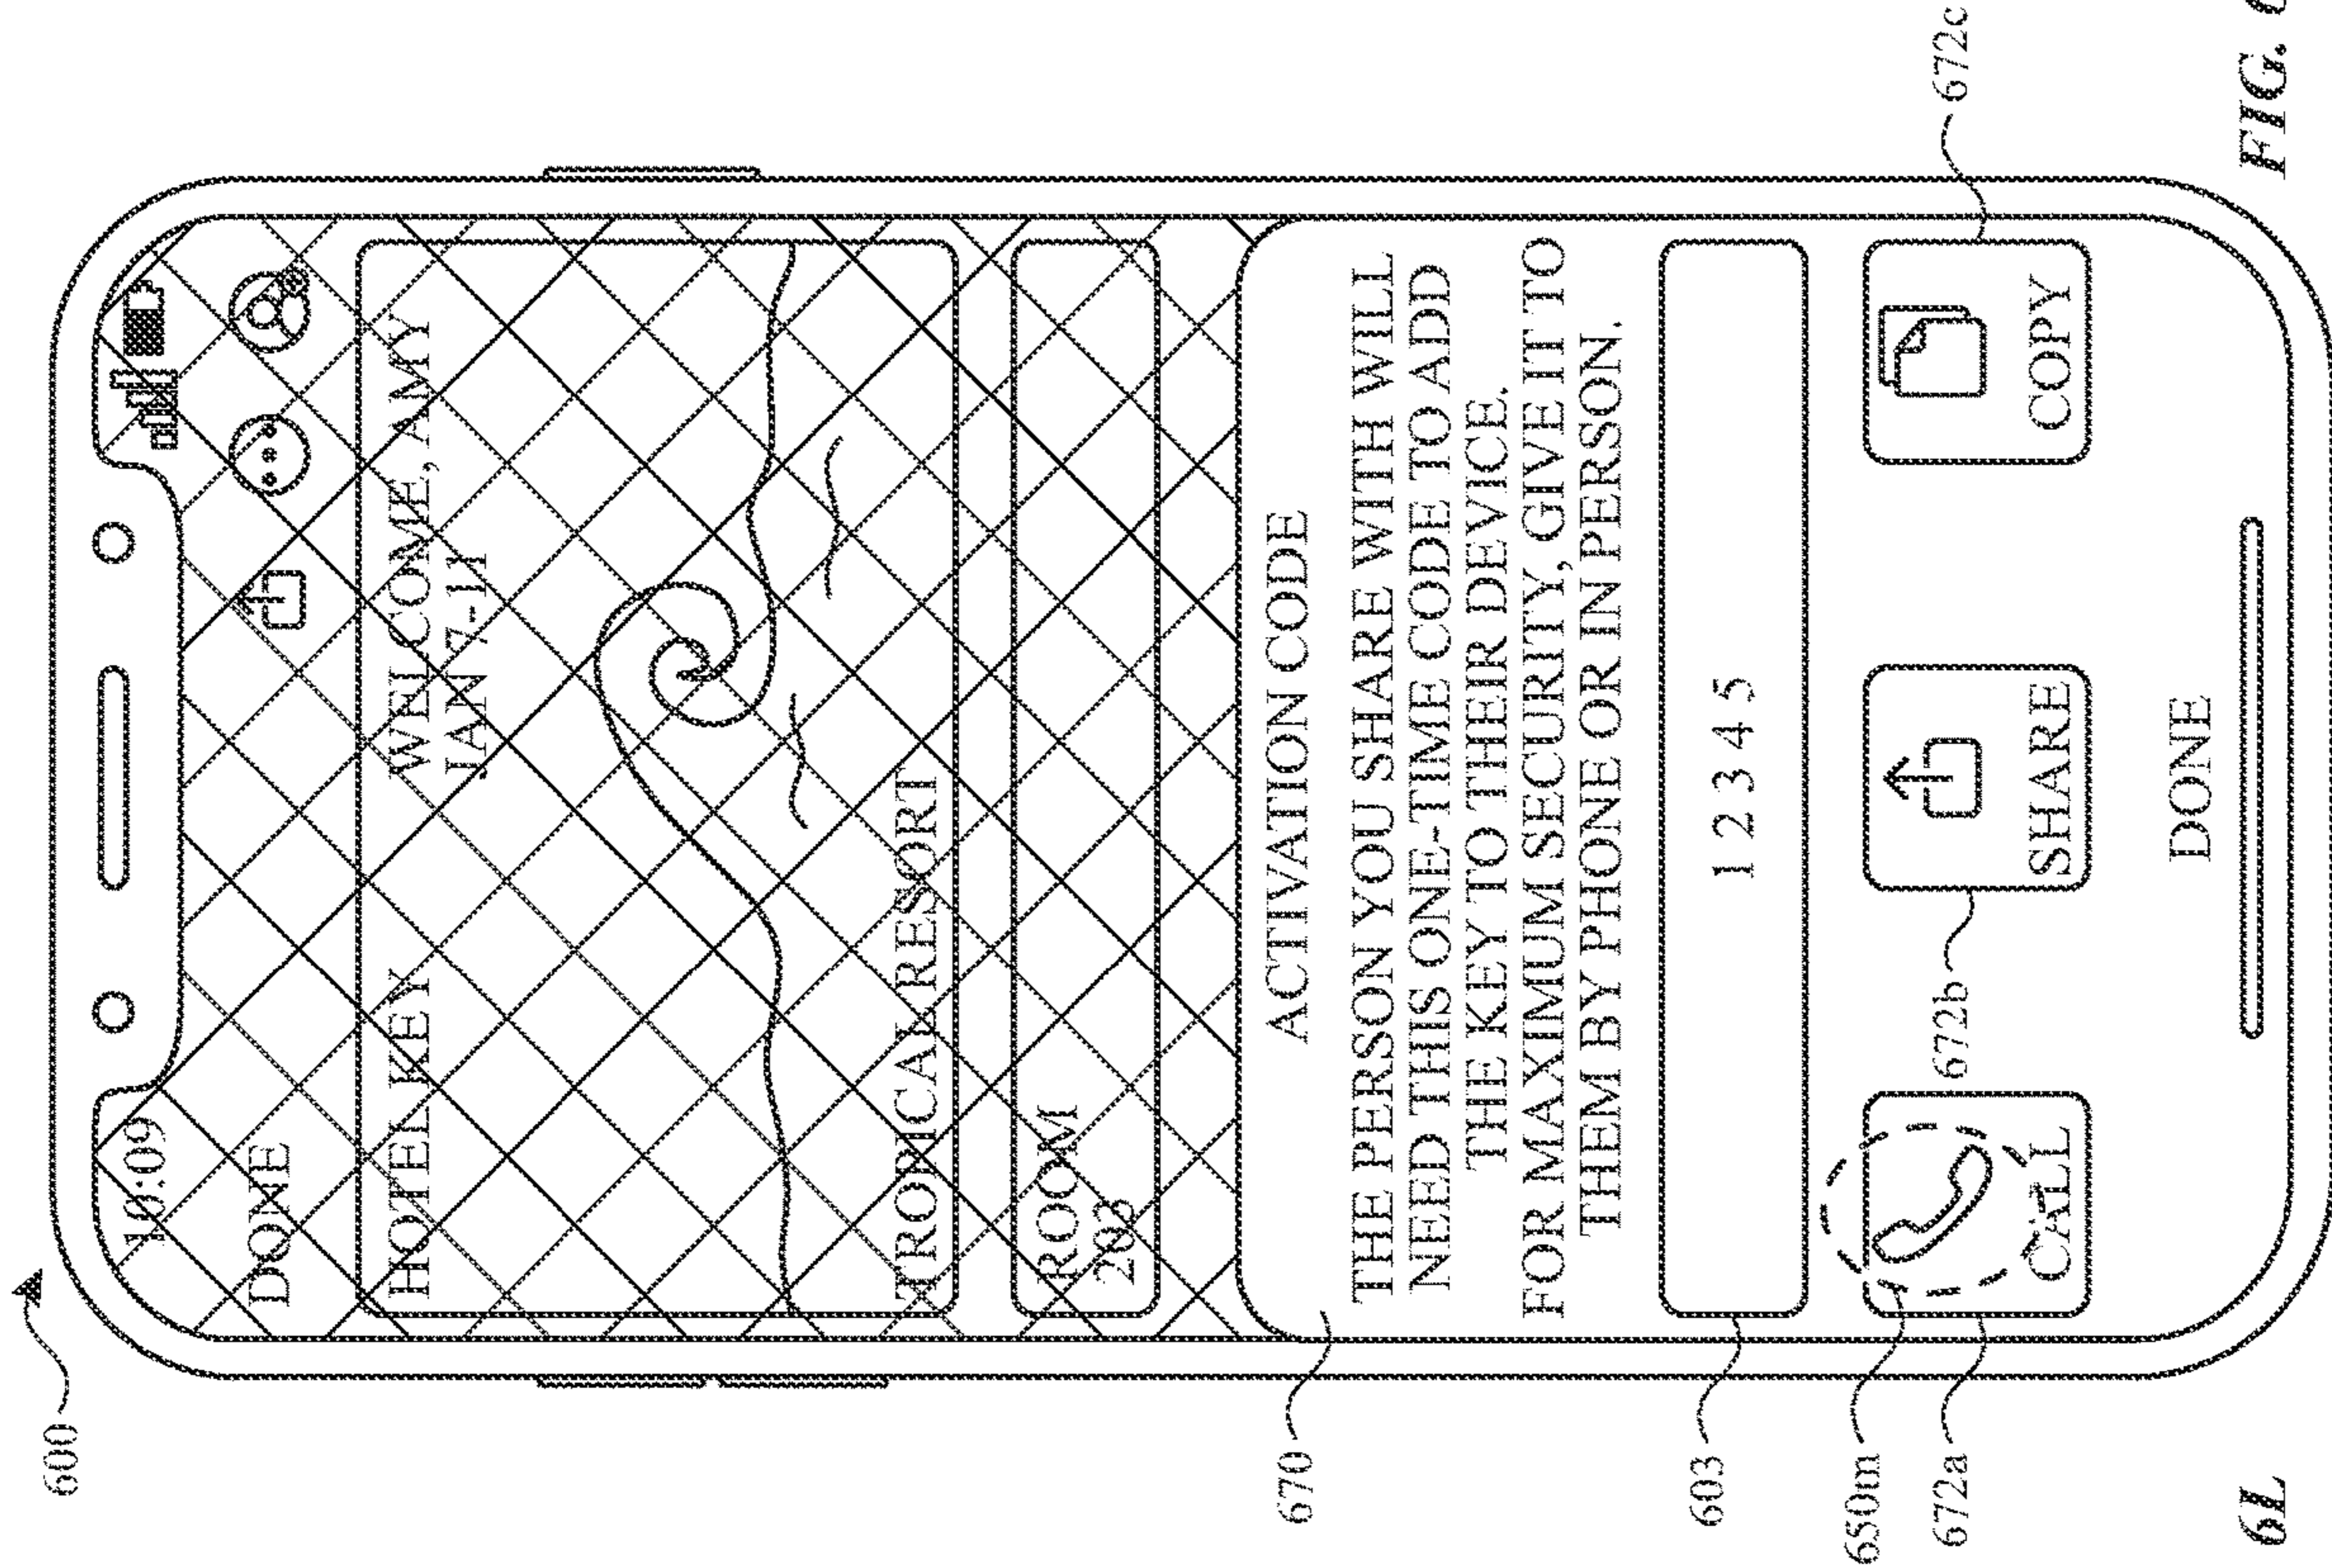 600
10:09
DONE
HOTEL KEY
WELCOME, AMY
JAN 7-11
TROPICAL RESORT
ROOM
203
670
ACTIVATION CODE
THE PERSON YOU SHARE WITH WILL
NEED THIS ONE-TIME CODE TO ADD
THE KEY TO THEIR DEVICE.
FOR MAXIMUM SECURITY, GIVE IT TO
THEM BY PHONE OR IN PERSON.
603
1 2 3 4 5
650m
672a
CALL
672b
SHARE
672c
COPY
DONE
6L
FIG.